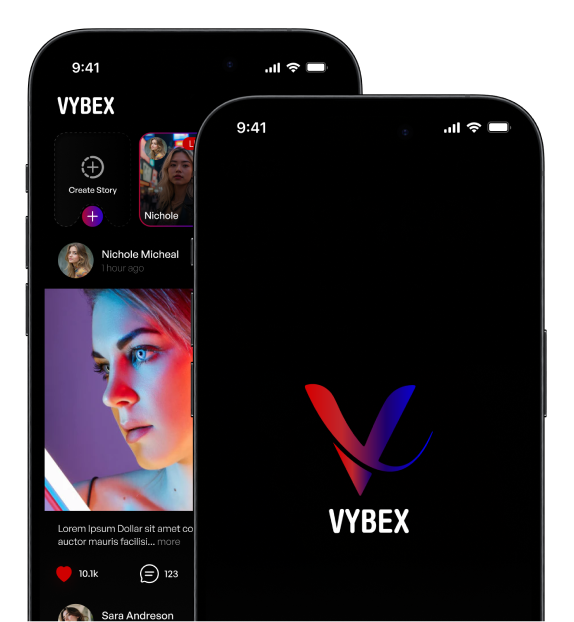 9:41
VYBEX
Create Story
L
Nichole
Nichole Micheal
1 hour ago
Lorem Ipsum Dollar sit amet co
auctor mauris facilisi... more
10.1k
123
Sara Andreson
9:41
VYBEX